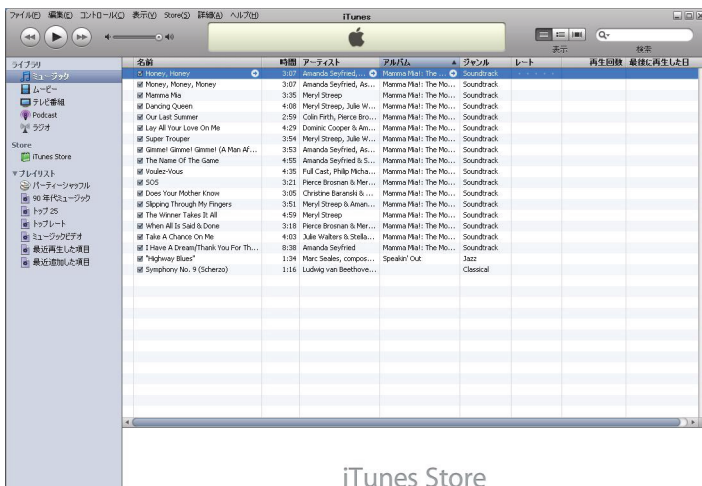 ファイル(F) 編集(E) コントロール(C) 表示(V) Store(S) 詳細(A) ヘルプ(H)
iTunes
表示 検索
ライブラリ
ミュージック
ムービー
テレビ番組
Podcast
ラジオ
Store
iTunes Store
プレイリスト
パーティーシャッフル
90 年代ミュージック
トップ 25
トップレート
ミュージックビデオ
最近再生した項目
最近追加した項目
名前 時間 アーティスト アルバム ジャンル レート 再生回数 最後に再生した日
Honey, Honey 3:07 Amanda Seyfried, ... Mamma Mia!: The ... Soundtrack
Money, Money, Money 3:07 Amanda Seyfried, As... Mamma Mia!: The Mo... Soundtrack
Mamma Mia 3:35 Meryl Streep Mamma Mia!: The Mo... Soundtrack
Dancing Queen 4:08 Meryl Streep, Julie W... Mamma Mia!: The Mo... Soundtrack
Our Last Summer 2:59 Colin Firth, Pierce Bro... Mamma Mia!: The Mo... Soundtrack
Lay All Your Love On Me 4:29 Dominic Cooper & Am... Mamma Mia!: The Mo... Soundtrack
Super Trouper 3:54 Meryl Streep, Julie W... Mamma Mia!: The Mo... Soundtrack
Gimme! Gimme! Gimme! (A Man Af... 3:53 Amanda Seyfried, As... Mamma Mia!: The Mo... Soundtrack
The Name Of The Game 4:55 Amanda Seyfried & S... Mamma Mia!: The Mo... Soundtrack
Voulez-Vous 4:35 Full Cast, Philip Micha... Mamma Mia!: The Mo... Soundtrack
SOS 3:21 Pierce Brosnan & Mer... Mamma Mia!: The Mo... Soundtrack
Does Your Mother Know 3:05 Christine Baranski & ... Mamma Mia!: The Mo... Soundtrack
Slipping Through My Fingers 3:51 Meryl Streep & Aman... Mamma Mia!: The Mo... Soundtrack
The Winner Takes It All 4:59 Meryl Streep Mamma Mia!: The Mo... Soundtrack
When All Is Said & Done 3:18 Pierce Brosnan & Mer... Mamma Mia!: The Mo... Soundtrack
Take A Chance On Me 4:03 Julie Walters & Stella... Mamma Mia!: The Mo... Soundtrack
I Have A Dream/Thank You For Th... 8:38 Amanda Seyfried Mamma Mia!: The Mo... Soundtrack
"Highway Blues" 1:34 Marc Seales, compos... Speakin' Out Jazz
Symphony No. 9 (Scherzo) 1:16 Ludwig van Beethove... Classical
iTunes Store